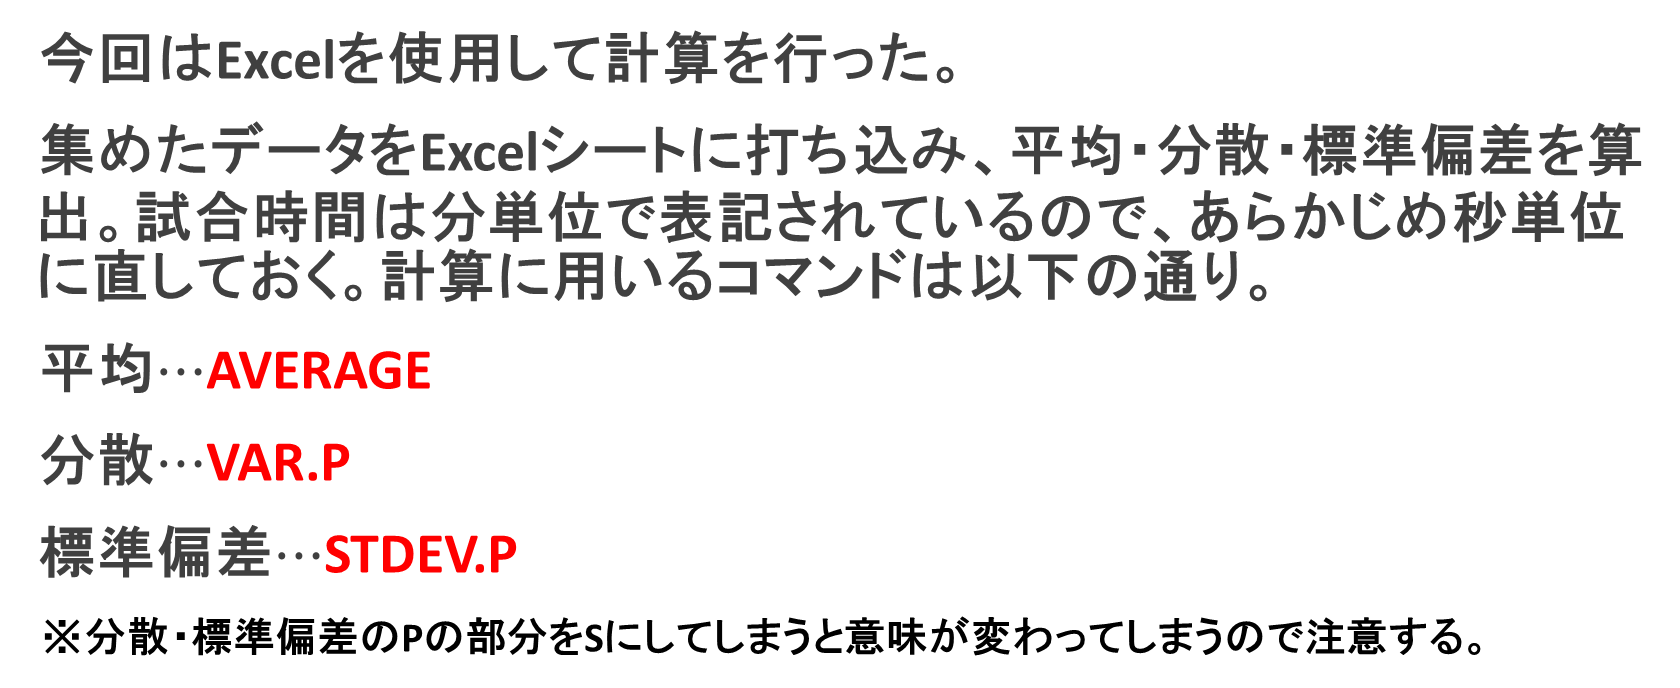 今回はExcelを使用して計算を行った。
集めたデータをExcelシートに打ち込み、平均・分散・標準偏差を算
出。試合時間は分単位で表記されているので、あらかじめ秒単位
に直しておく。計算に用いるコマンドは以下の通り。
平均…AVERAGE
分散…VAR.P
標準偏差…STDEV.P
※分散・標準偏差のPの部分をSにしてしまうと意味が変わってしまうので注意する。